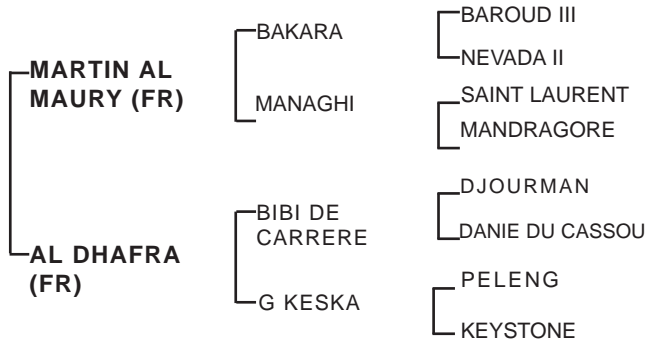 MARTIN AL
MAURY (FR)
BAKARA
BAROUD III
NEVADA II
MANAGHI
SAINT LAURENT
MANDRAGORE
AL DHAFRA
(FR)
BIBI DE
CARRERE
DJOURMAN
DANIE DU CASSOU
G KESKA
PELENG
KEYSTONE